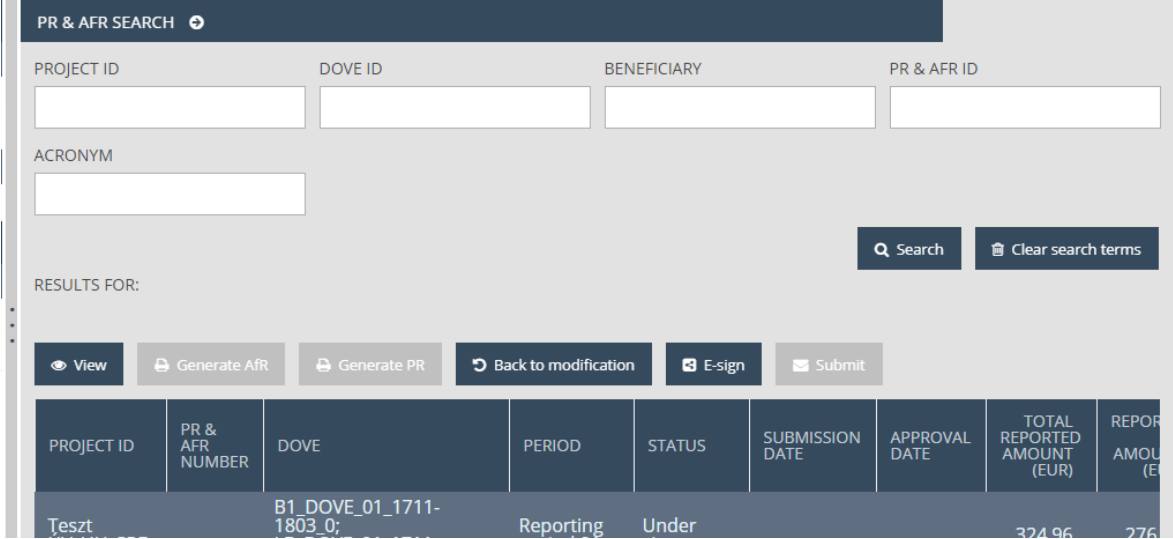 PR & AFR SEARCH
PROJECT ID DOVE ID BENEFICIARY PR & AFR ID
ACRONYM
Search Clear search terms
RESULTS FOR:
View Generate AfR Generate PR Back to modification E-sign Submit
PROJECT ID
PR &
AFR
NUMBER
DOVE
PERIOD
STATUS
SUBMISSION
DATE
APPROVAL
DATE
TOTAL
REPORTED
AMOUNT
(EUR)
B1_DOVE_01_1711-
1803_0;
Teszt
Reporting
Under
324,96
276